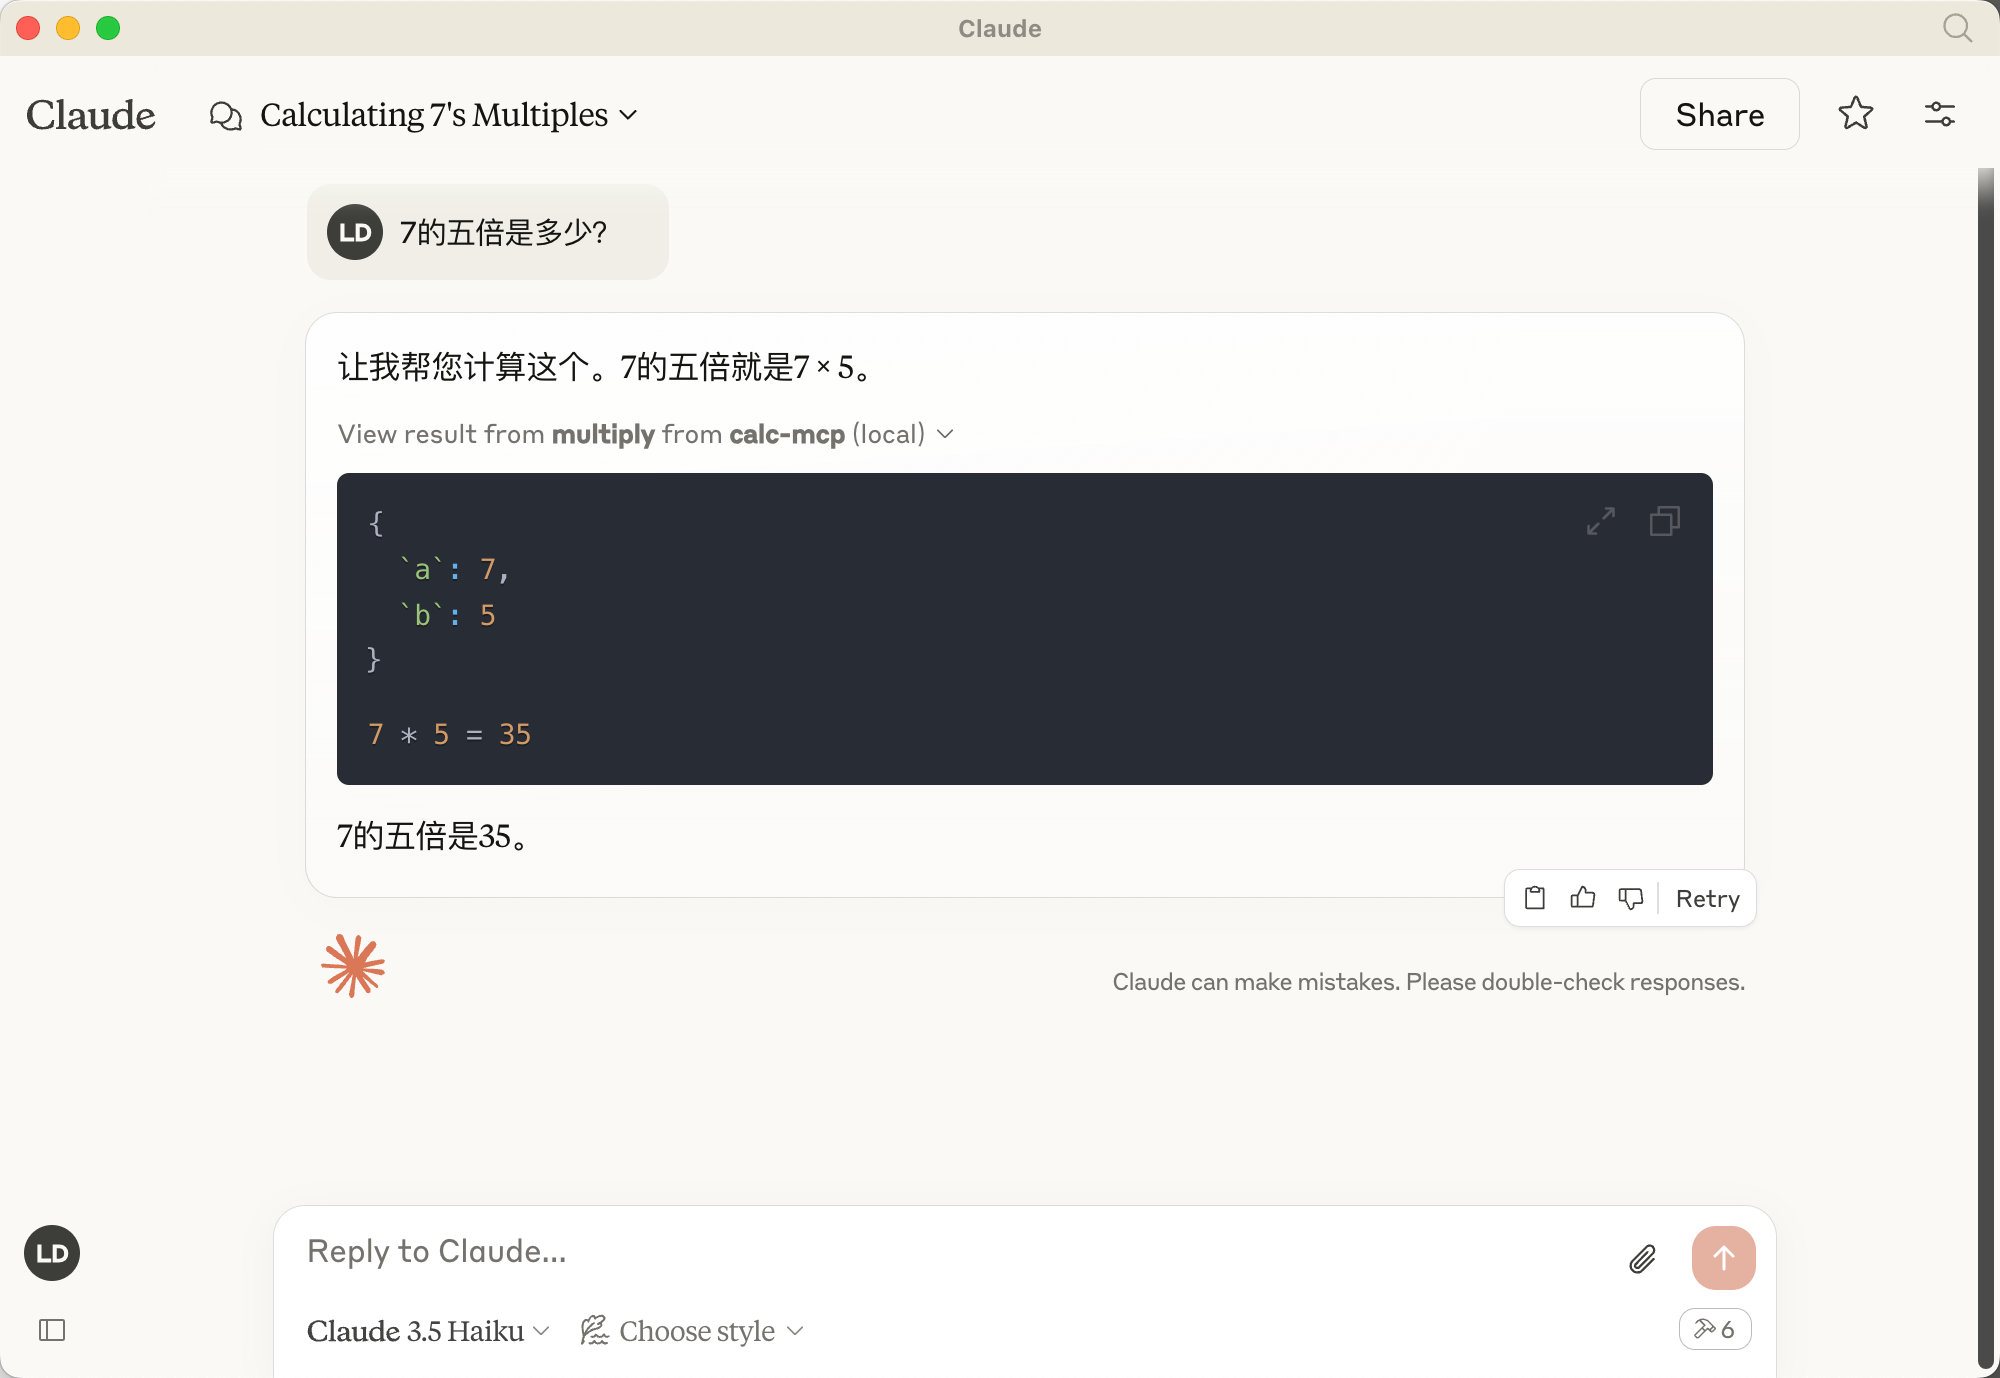 Claude
Claude
Calculating 7's Multiples
Share
LD
7的五倍是多少?
让我帮您计算这个。7的五倍就是7 × 5。
View result from multiply from calc-mcp (local)
{
  `a`: 7,
  `b`: 5
}
7 * 5 = 35
7的五倍是35。
Retry
Claude can make mistakes. Please double-check responses.
LD
Reply to Claude...
Claude 3.5 Haiku
Choose style
6